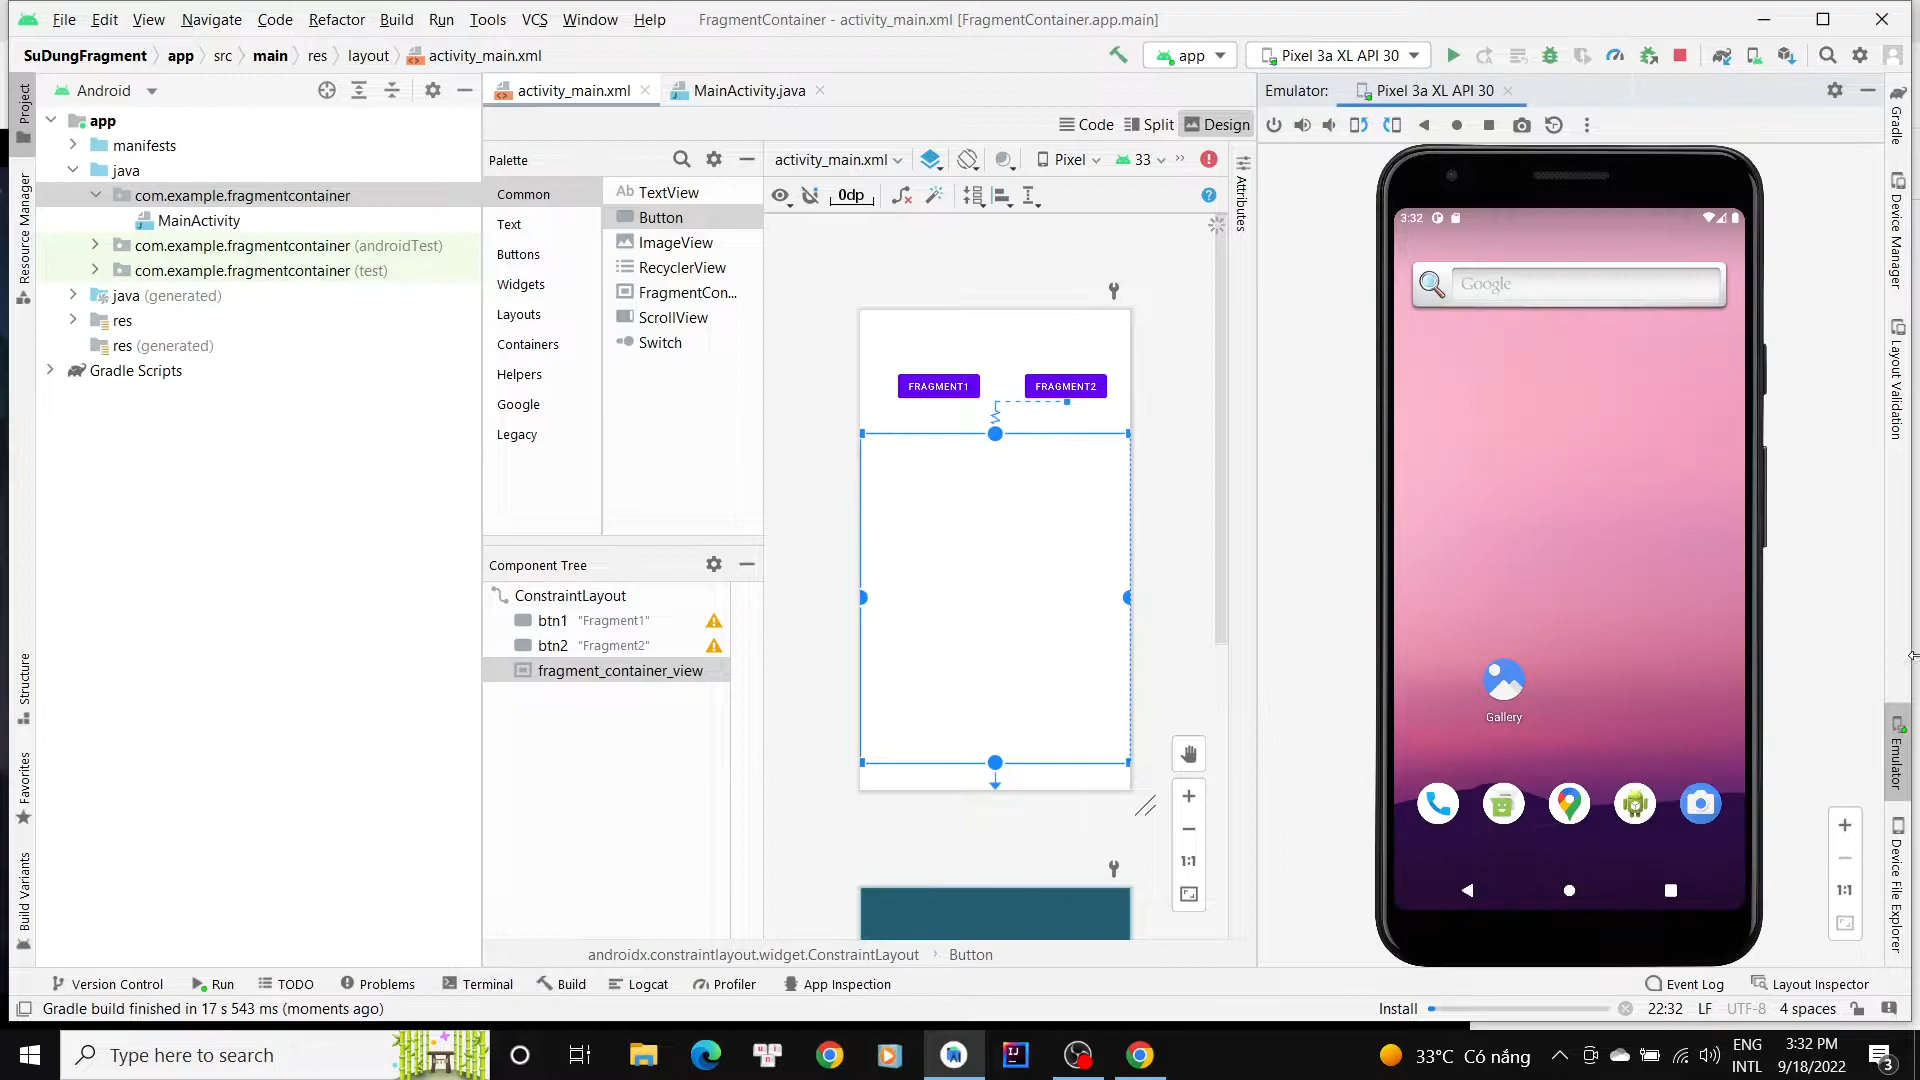 File Edit View Navigate Code Refactor Build Run Tools VCS Window Help FragmentContainer - activity_main.xml [FragmentContainer.app.main]
SuDungFragment app src main res layout activity_main.xml app Pixel 3a XL API 30
Android activity_main.xml MainActivity.java Emulator: Pixel 3a XL API 30
Code Split Design
Project
Resource Manager
Structure
Favorites
Build Variants
app
manifests
java
com.example.fragmentcontainer
MainActivity
com.example.fragmentcontainer (androidTest)
com.example.fragmentcontainer (test)
java (generated)
res
res (generated)
Gradle Scripts
Palette
Common
Text
Buttons
Widgets
Layouts
Containers
Helpers
Google
Legacy
Ab TextView
Button
ImageView
RecyclerView
FragmentCon...
ScrollView
Switch
Component Tree
ConstraintLayout
btn1 "Fragment1"
btn2 "Fragment2"
fragment_container_view
activity_main.xml Pixel 33
0dp
Attributes
FRAGMENT1 FRAGMENT2
1:1
androidx.constraintlayout.widget.ConstraintLayout Button
3:32
Google
Gallery
1:1
Gradle
Device Manager
Layout Validation
Emulator
Device File Explorer
Version Control Run TODO Problems Terminal Build Logcat Profiler App Inspection Event Log Layout Inspector
Gradle build finished in 17 s 543 ms (moments ago) Install 22:32 LF UTF-8 4 spaces
Type here to search 33°C Có nắng ENG 3:32 PM
INTL 9/18/2022 3